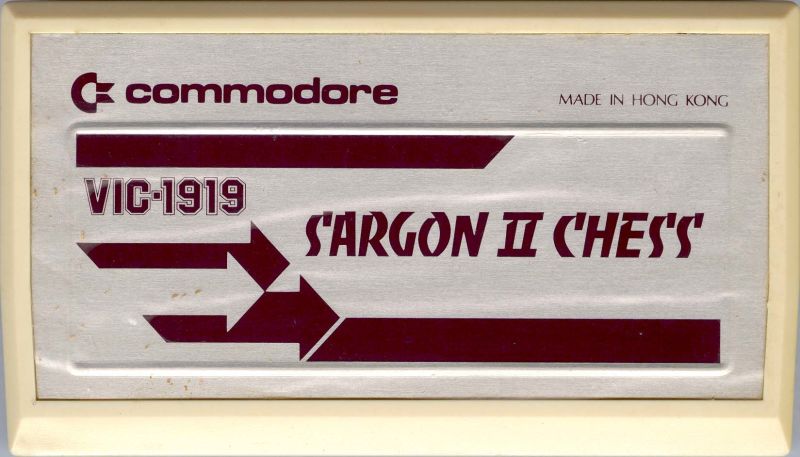 commodore
MADE IN HONG KONG
VIC-1919
SARGON II CHESS